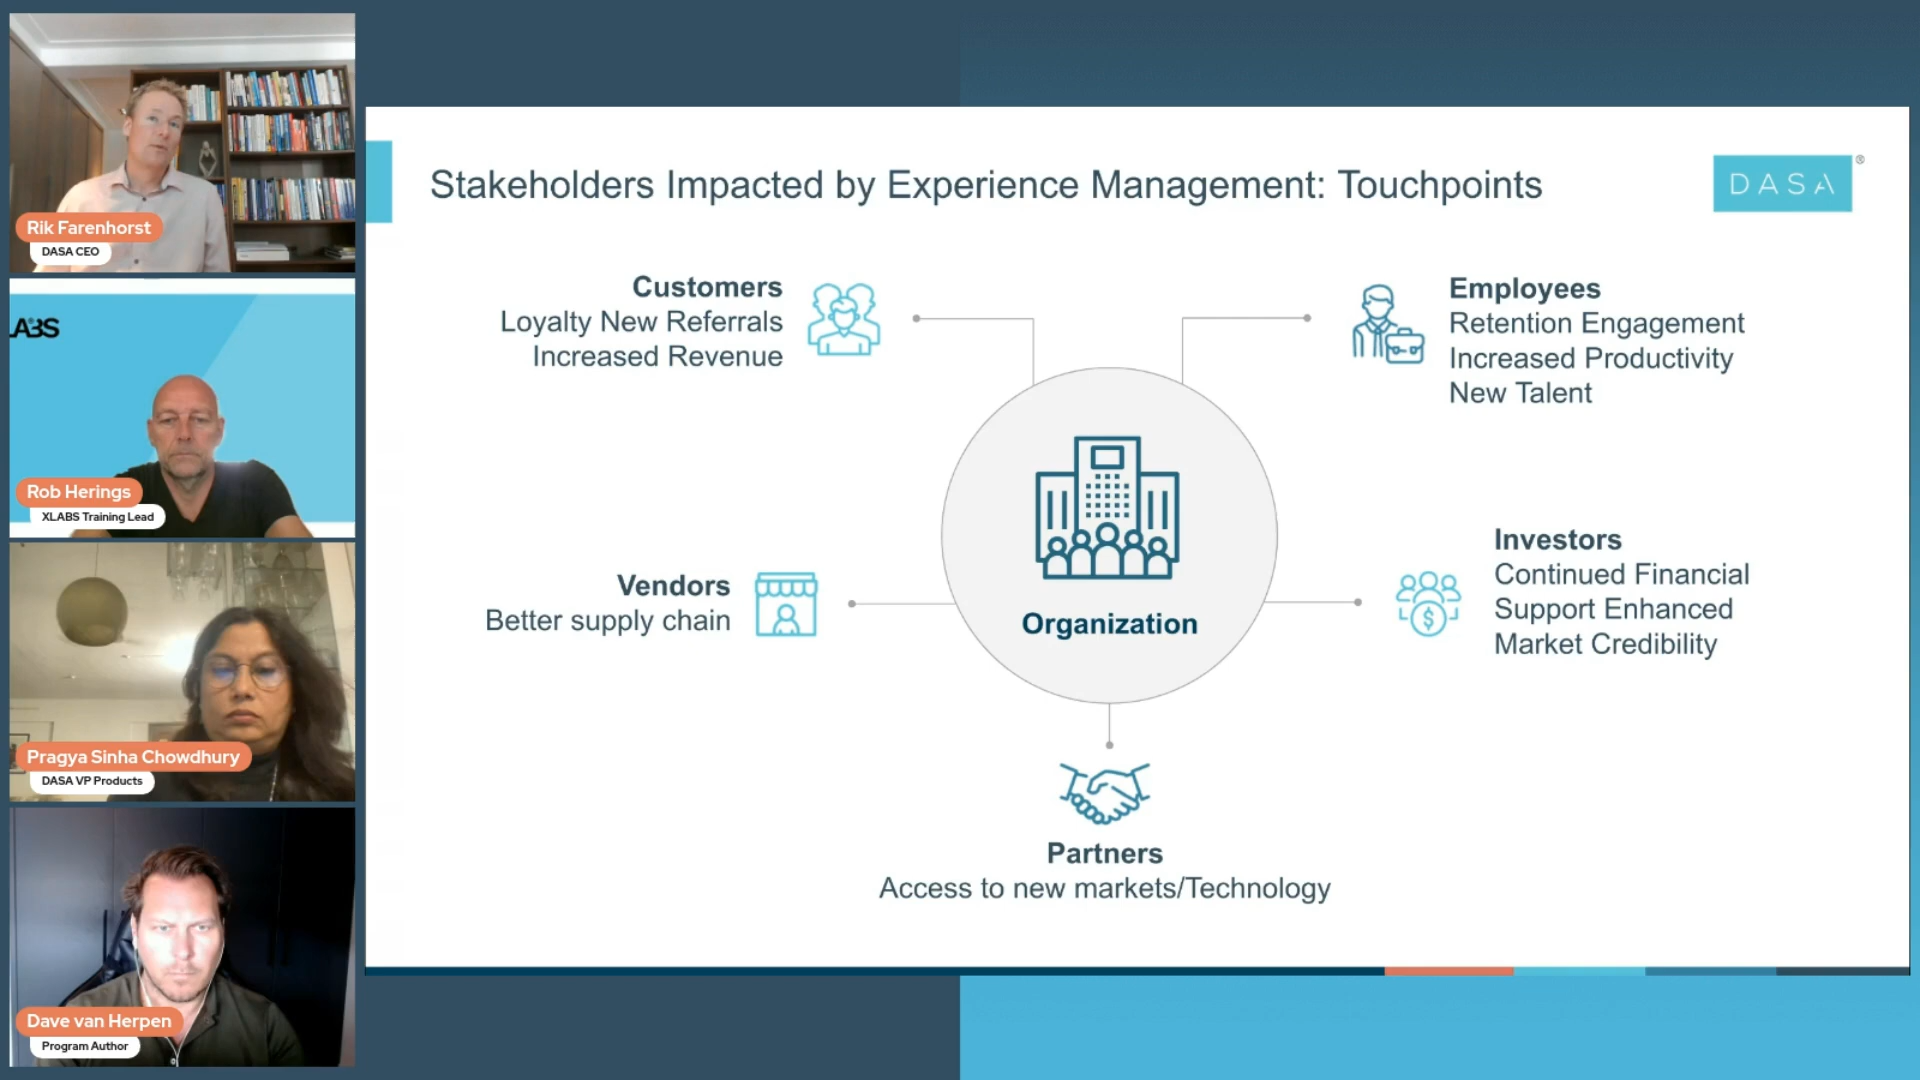 Rik Farenhorst
DASA CEO
LABS
Rob Herings
XLABS Training Lead
Pragya Sinha Chowdhury
DASA VP Products
Dave van Herpen
Program Author
Stakeholders Impacted by Experience Management: Touchpoints
DASA®
Customers
Loyalty New Referrals
Increased Revenue
Employees
Retention Engagement
Increased Productivity
New Talent
Vendors
Better supply chain
Organization
Investors
Continued Financial
Support Enhanced
Market Credibility
Partners
Access to new markets/Technology